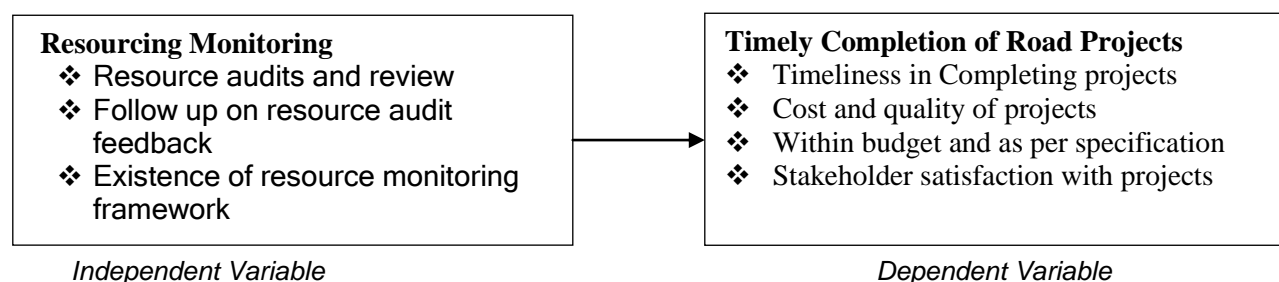 Resourcing Monitoring
❖ Resource audits and review
❖ Follow up on resource audit
feedback
❖ Existence of resource monitoring
framework
Independent Variable
Timely Completion of Road Projects
❖ Timeliness in Completing projects
❖ Cost and quality of projects
❖ Within budget and as per specification
❖ Stakeholder satisfaction with projects
Dependent Variable